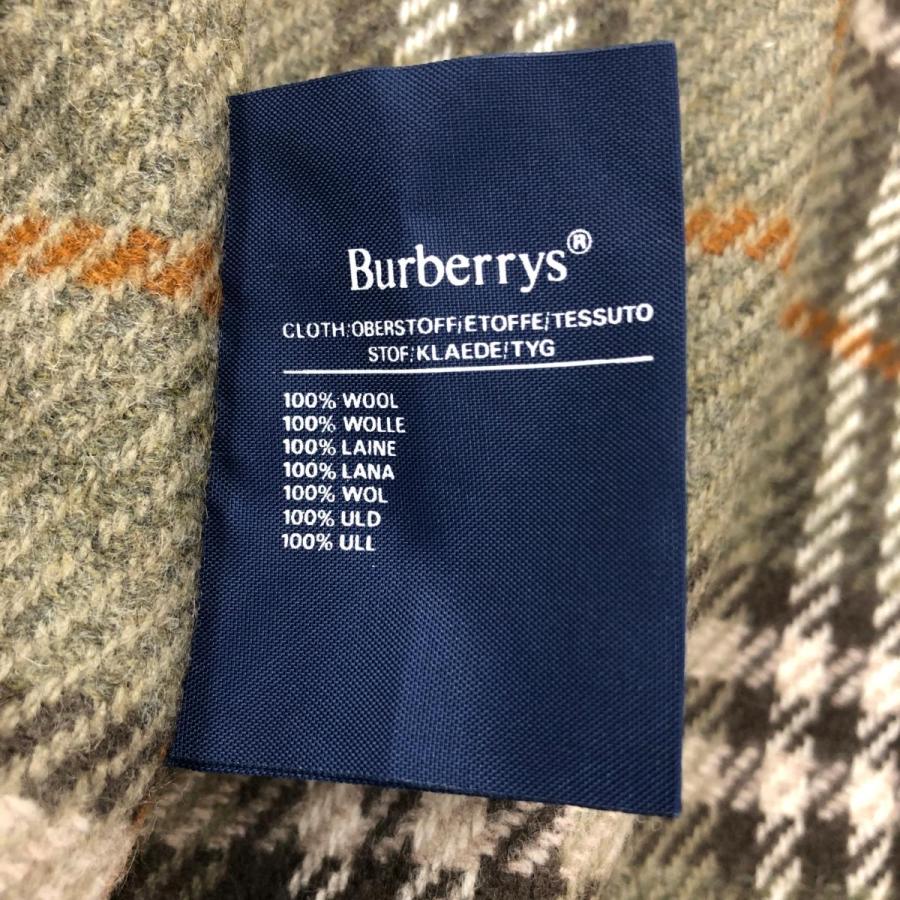 Burberrys®
CLOTH/OBERSTOFF/ETOFFE/TESSUTO
STOF/KLAEDE/TYG
100% WOOL
100% WOLLE
100% LAINE
100% LANA
100% WOL
100% ULD
100% ULL